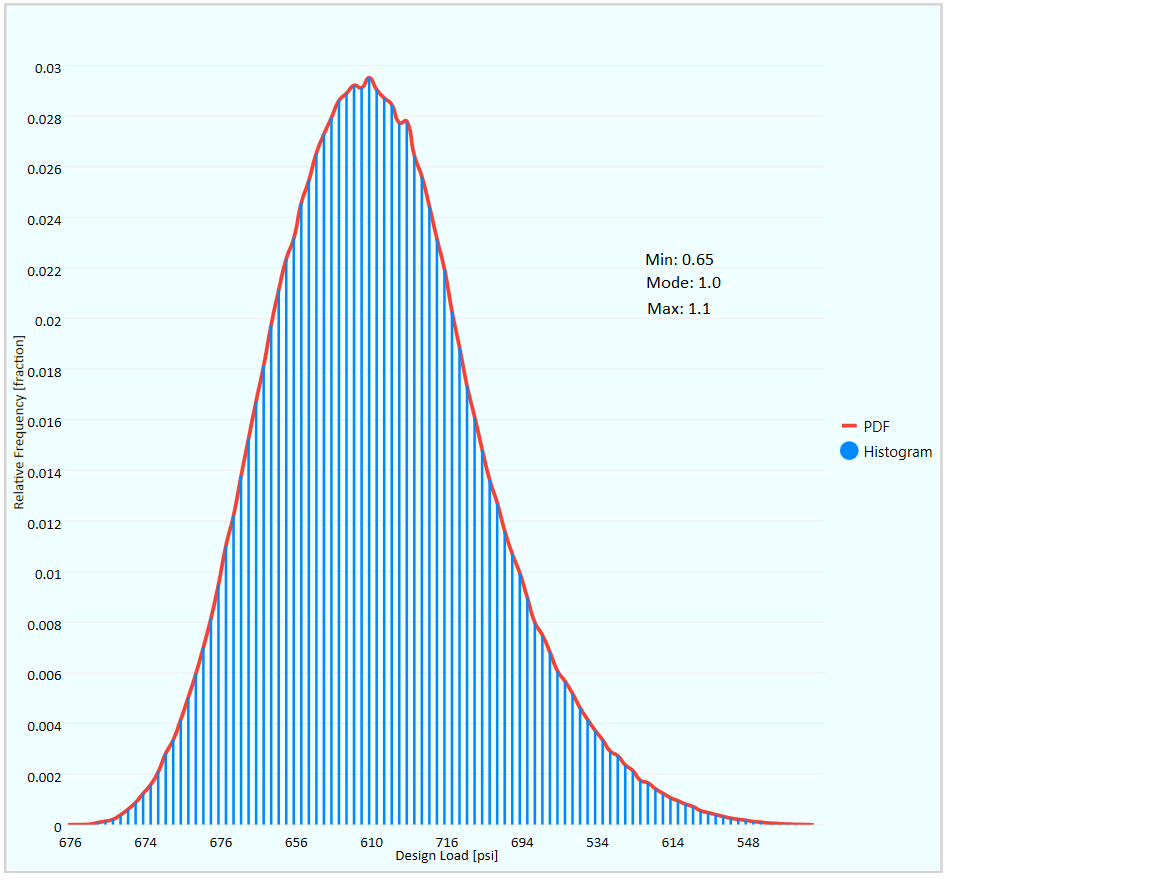 0.03
0.028
0.026
0.024
0.022
0.02
0.018
0.016
0.014
0.012
0.01
0.008
0.006
0.004
0.002
0
Relative Frequency [fraction]
Min: 0.65
Mode: 1.0
Max: 1.1
PDF
Histogram
676 674 676 656 610 716 694 534 614 548
Design Load [psi]